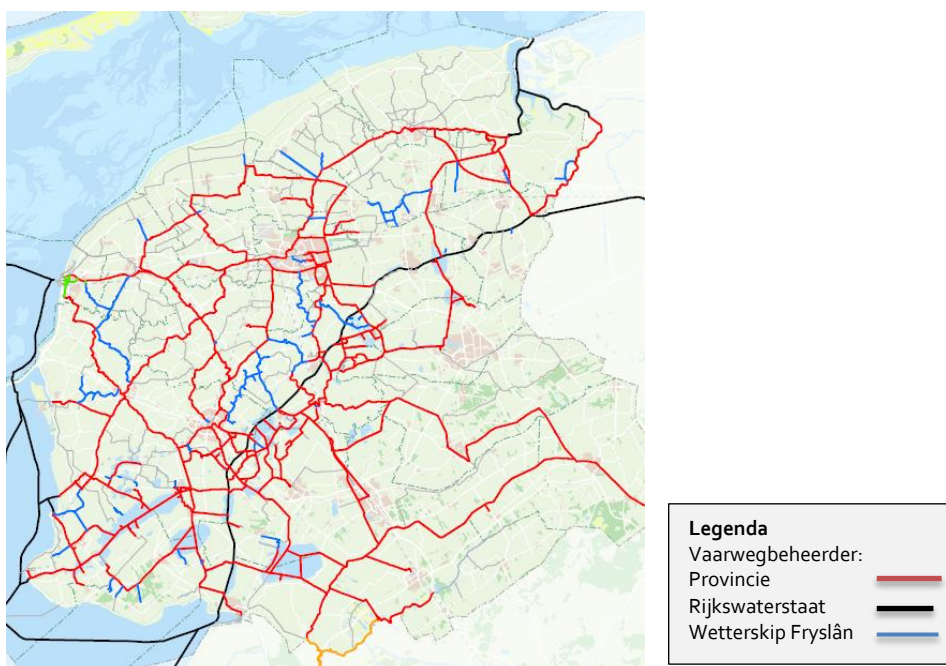 Legenda
Vaarwegbeheerder:
Provincie
Rijkswaterstaat
Wetterskip Fryslân